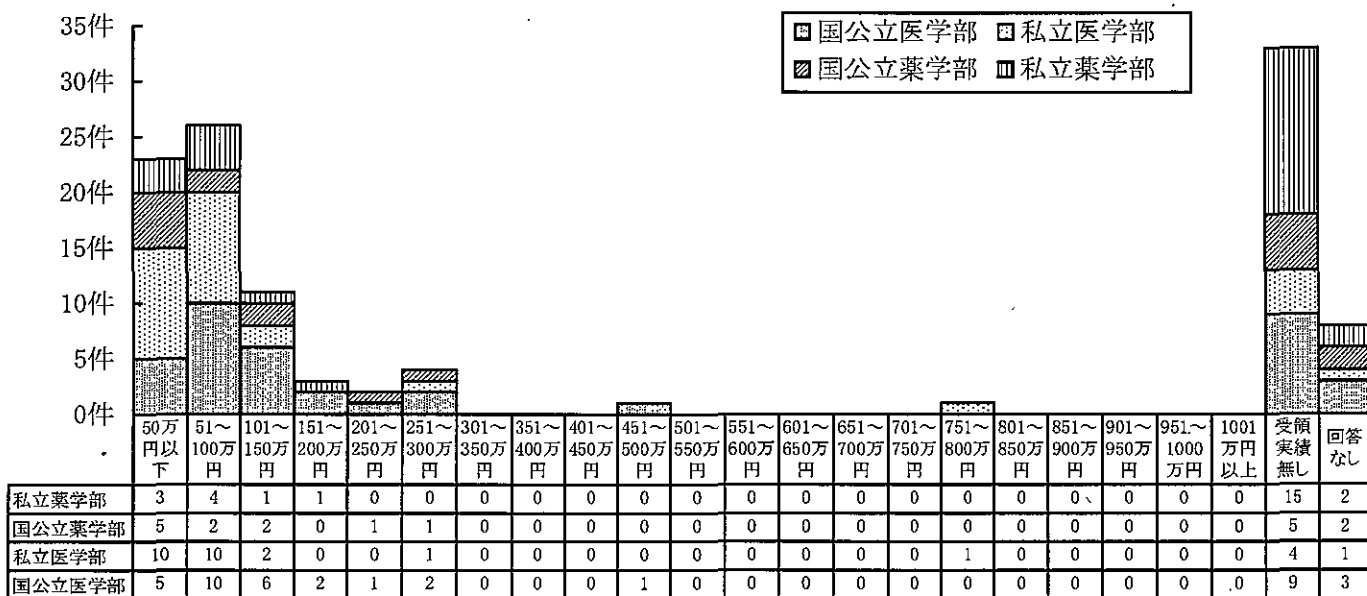 35件
30件
25件
20件
15件
10件
5件
0件
国公立医学部 私立医学部
国公立薬学部 私立薬学部
50万円以下 51～100万円 101～150万円 151～200万円 201～250万円 251～300万円 301～350万円 351～400万円 401～450万円 451～500万円 501～550万円 551～600万円 601～650万円 651～700万円 701～750万円 751～800万円 801～850万円 851～900万円 901～950万円 951～1000万円 1001万円以上 受領実績無し 回答なし
私立薬学部 3 4 1 1 0 0 0 0 0 0 0 0 0 0 0 0 0 0 0 0 0 15 2
国公立薬学部 5 2 2 0 1 1 0 0 0 0 0 0 0 0 0 0 0 0 0 0 0 5 2
私立医学部 10 10 2 0 0 1 0 0 0 0 0 0 0 0 0 1 0 0 0 0 0 4 1
国公立医学部 5 10 6 2 1 2 0 0 0 1 0 0 0 0 0 0 0 0 0 0 0 9 3